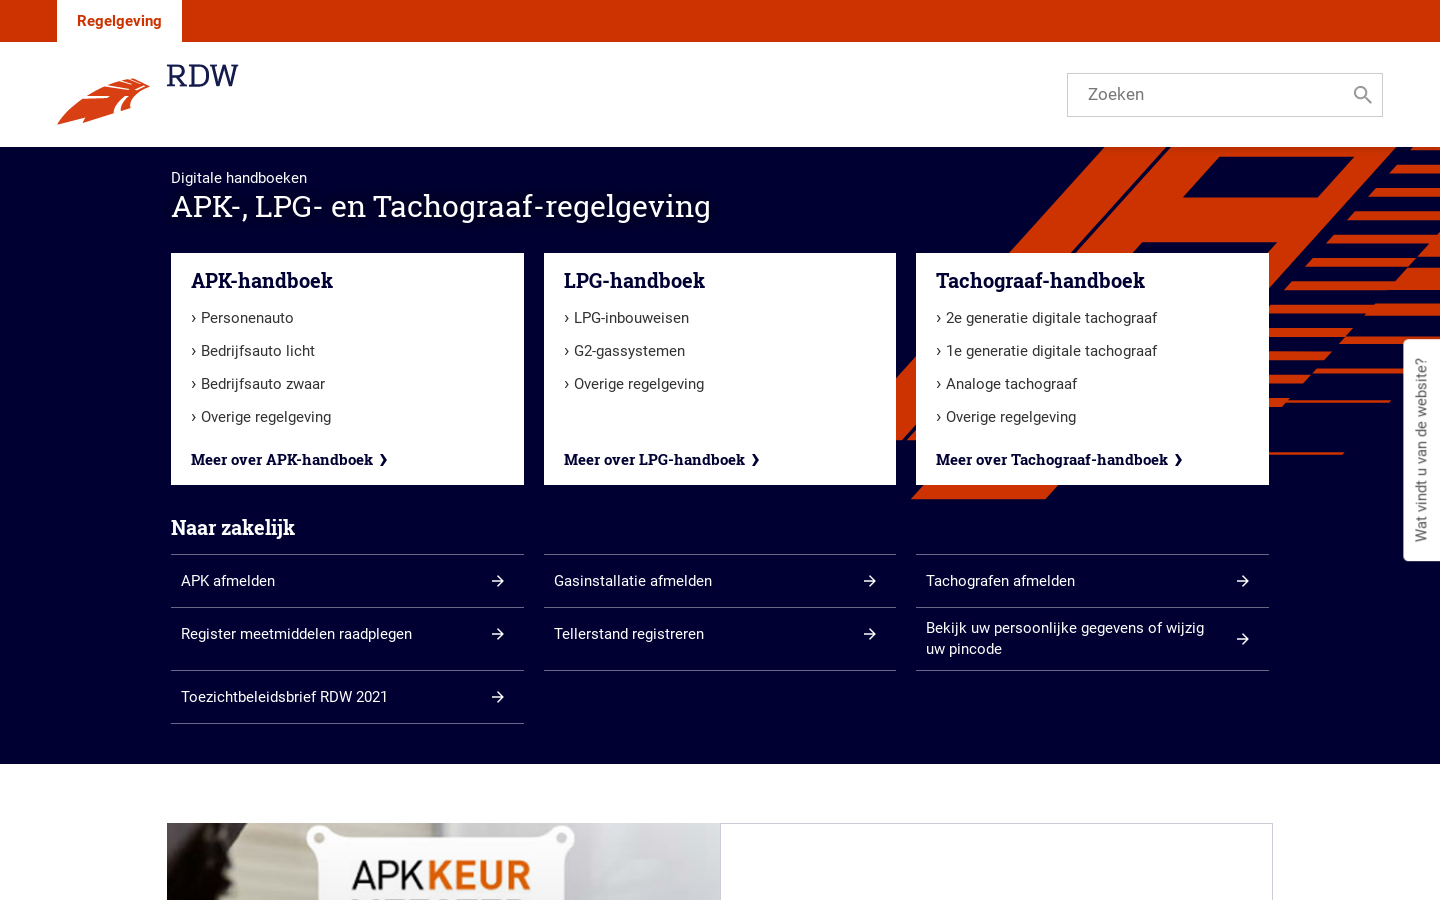 Regelgeving
RDW
Zoeken
Digitale handboeken
APK-, LPG- en Tachograaf-regelgeving
APK-handboek
› Personenauto
› Bedrijfsauto licht
› Bedrijfsauto zwaar
› Overige regelgeving
Meer over APK-handboek ❯
LPG-handboek
› LPG-inbouweisen
› G2-gassystemen
› Overige regelgeving
Meer over LPG-handboek ❯
Tachograaf-handboek
› 2e generatie digitale tachograaf
› 1e generatie digitale tachograaf
› Analoge tachograaf
› Overige regelgeving
Meer over Tachograaf-handboek ❯
Wat vindt u van de website?
Naar zakelijk
APK afmelden
Gasinstallatie afmelden
Tachografen afmelden
Register meetmiddelen raadplegen
Tellerstand registreren
Bekijk uw persoonlijke gegevens of wijzig
uw pincode
Toezichtbeleidsbrief RDW 2021
APKKEUR